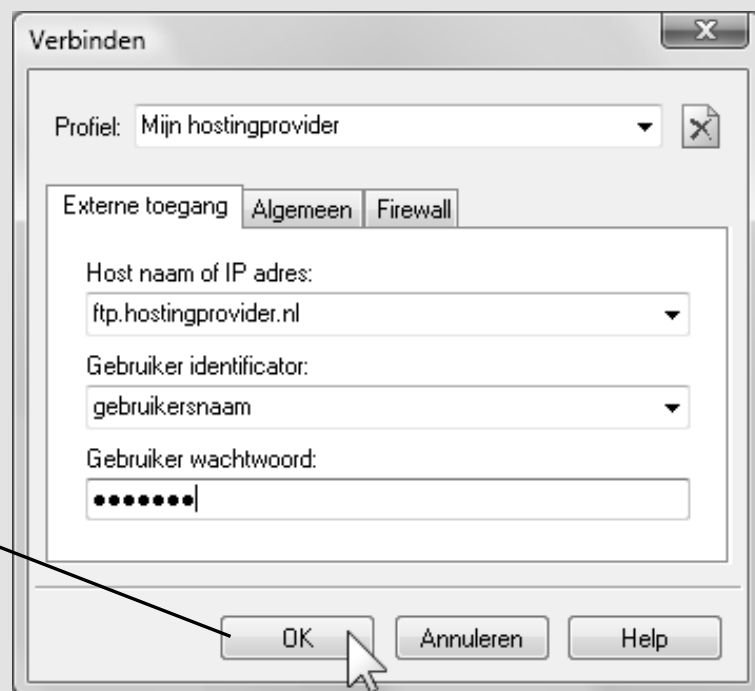 Verbinden
Profiel: Mijn hostingprovider
Externe toegang Algemeen Firewall
Host naam of IP adres:
ftp.hostingprovider.nl
Gebruiker identificator:
gebruikersnaam
Gebruiker wachtwoord:
•••••••
OK Annuleren Help